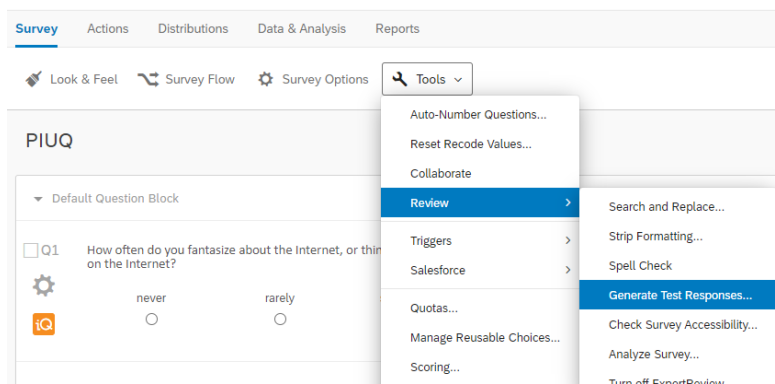 Survey Actions Distributions Data & Analysis Reports
Look & Feel Survey Flow Survey Options Tools
Auto-Number Questions...
Reset Recode Values...
Collaborate
Review
Triggers
Salesforce
Quotas...
Manage Reusable Choices...
Scoring...
Search and Replace...
Strip Formatting...
Spell Check
Generate Test Responses...
Check Survey Accessibility...
Analyze Survey...
Turn off ExpertReview
PIUQ
Default Question Block
Q1 How often do you fantasize about the Internet, or
on the Internet?
never rarely
iQ